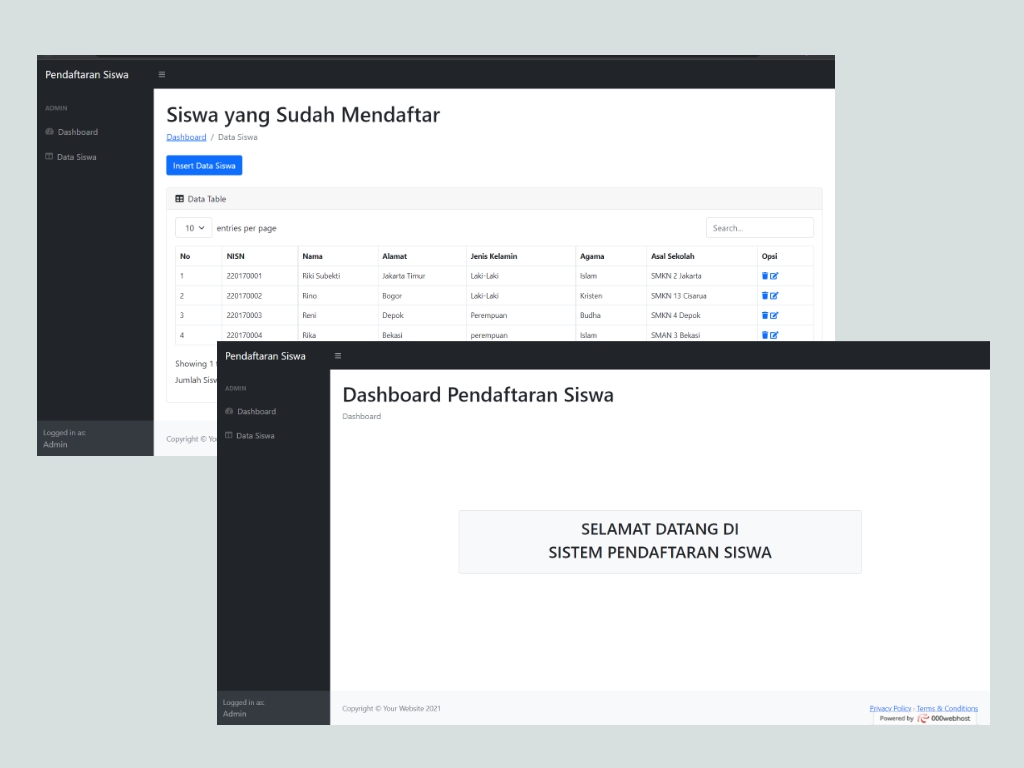 Pendaftaran Siswa
ADMIN
Dashboard
Data Siswa
Logged in as:
Admin
Siswa yang Sudah Mendaftar
Dashboard / Data Siswa
Insert Data Siswa
Data Table
10 entries per page
Search...
No NISN Nama Alamat Jenis Kelamin Agama Asal Sekolah Opsi
1 220170001 Riki Subekti Jakarta Timur Laki-Laki Islam SMKN 2 Jakarta
2 220170002 Rino Bogor Laki-Laki Kristen SMKN 13 Cisarua
3 220170003 Reni Depok Perempuan Budha SMKN 4 Depok
4 220170004 Rika Bekasi perempuan Islam SMAN 3 Bekasi
Showing 1
Jumlah
Copyright ©
Pendaftaran Siswa
ADMIN
Dashboard
Data Siswa
Logged in as:
Admin
Dashboard Pendaftaran Siswa
Dashboard
SELAMAT DATANG DI
SISTEM PENDAFTARAN SISWA
Copyright © Your Website 2021
Privacy Policy · Terms & Conditions
Powered by 000webhost